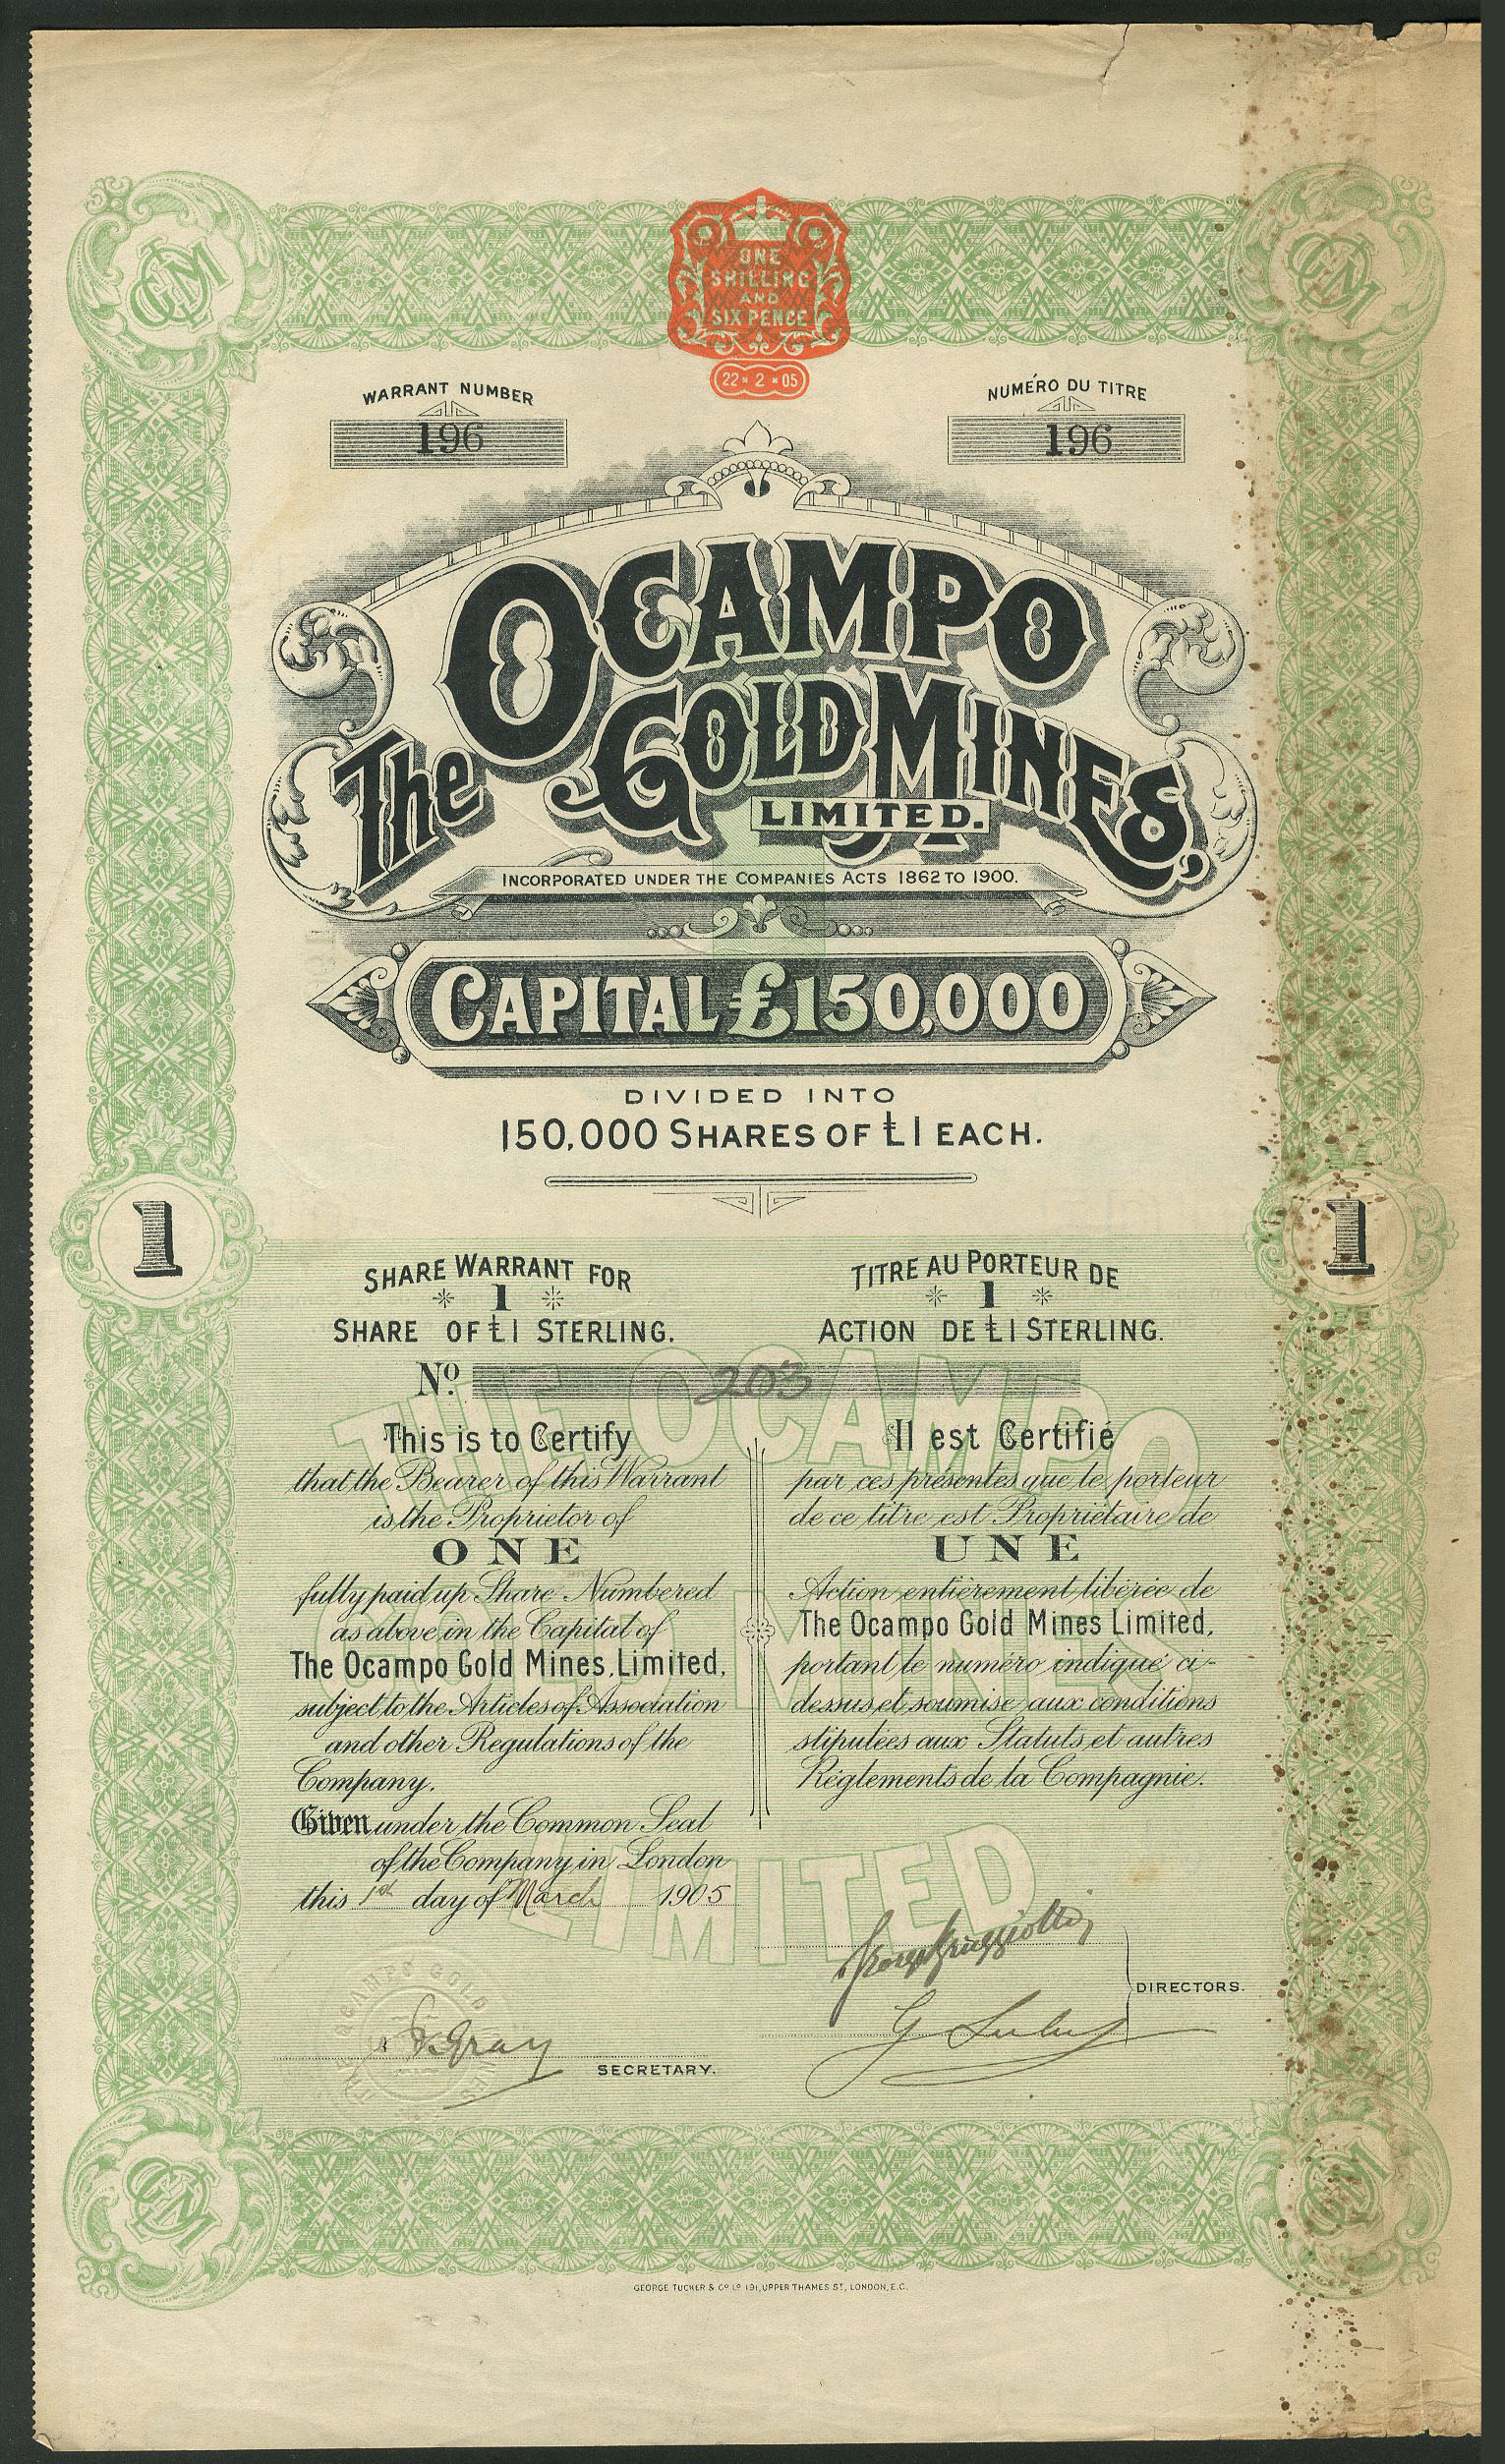 ONE
SHILLING
AND
SIX PENCE
22 2 05
WARRANT NUMBER
196
NUMÉRO DU TITRE
196
The OCAMPO
GOLD MINES,
LIMITED.
INCORPORATED UNDER THE COMPANIES ACTS 1862 TO 1900.
CAPITAL £150,000
DIVIDED INTO
150,000 SHARES OF £1 EACH.
1
1
SHARE WARRANT FOR
1
SHARE OF £1 STERLING.
TITRE AU PORTEUR DE
1
ACTION DE £1 STERLING.
No. 203
This is to Certify
that the Bearer of this Warrant
is the Proprietor of
ONE
fully paid up Share Numbered
as above, in the Capital of
The Ocampo Gold Mines, Limited,
subject to the Articles of Association
and other Regulations of the
Company.
Given under the Common Seal
of the Company in London
this 1st day of March 1905
Il est Certifié
par ces présentes que le porteur
de ce titre est Propriétaire de
UNE
Action entièrement libérée de
The Ocampo Gold Mines Limited,
portant le numéro indiqué ci-
dessus et soumise aux conditions
stipulées aux Statuts et autres
Règlements de la Compagnie.
THE OCAMPO
GOLD MINES
LIMITED
DIRECTORS.
Gray
SECRETARY.
GEORGE TUCKER & Co Ld 191, UPPER THAMES ST, LONDON, E.C.